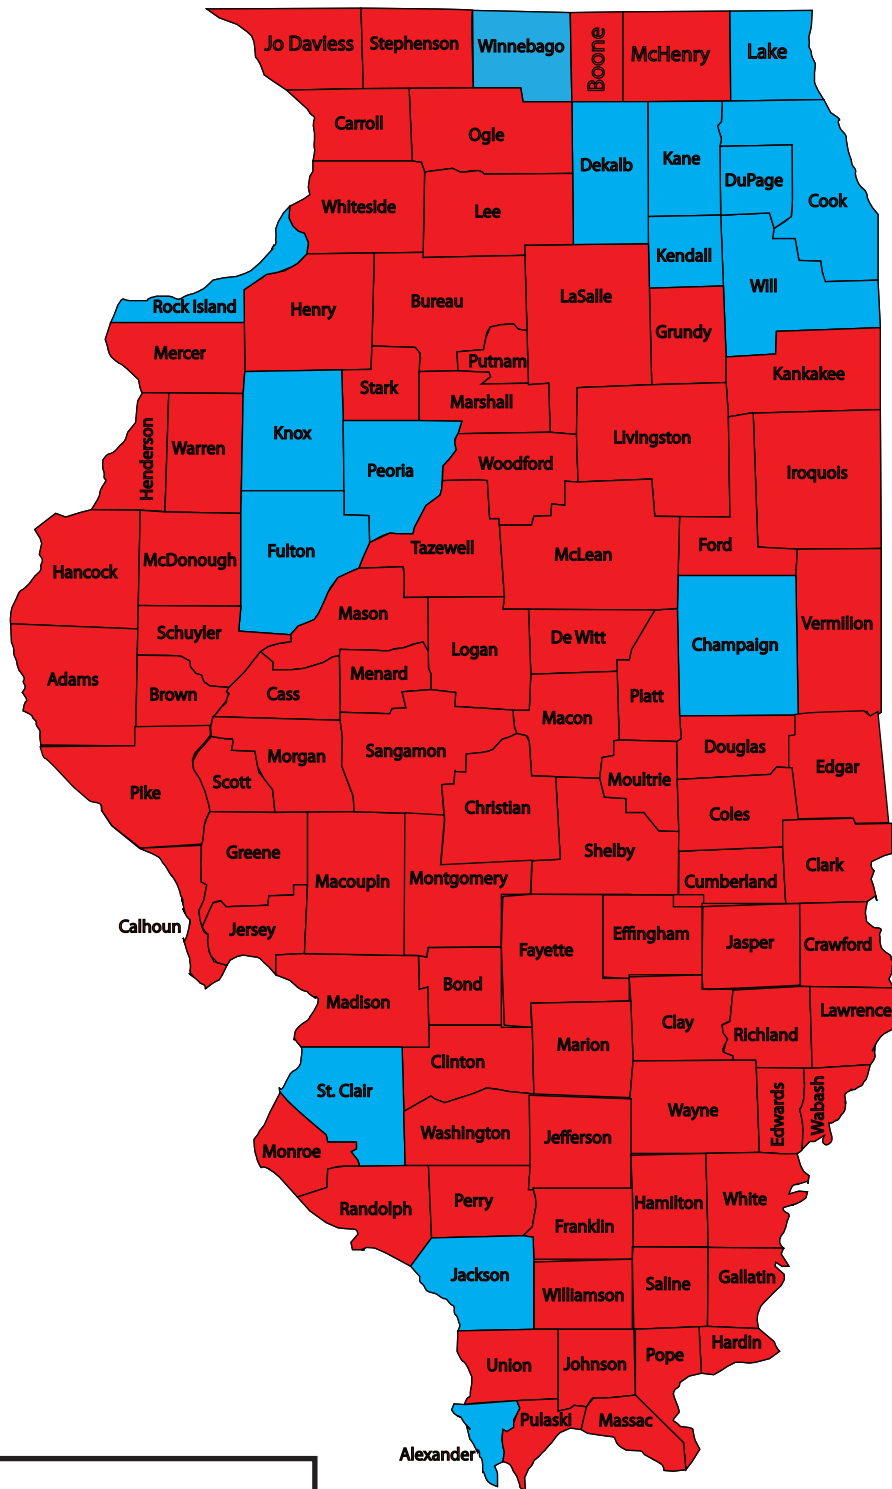 Jo Daviess
Stephenson
Winnebago
Boone
McHenry
Lake
Carroll
Ogle
Dekalb
Kane
DuPage
Cook
Whiteside
Lee
Kendall
Will
Rock Island
Henry
Bureau
LaSalle
Grundy
Mercer
Putnam
Kankakee
Stark
Marshall
Henderson
Warren
Knox
Peoria
Woodford
Livingston
Iroquois
Hancock
McDonough
Fulton
Tazewell
McLean
Ford
Mason
Schuyler
Logan
De Witt
Champaign
Vermilion
Adams
Brown
Cass
Menard
Macon
Piatt
Pike
Scott
Morgan
Sangamon
Christian
Moultrie
Douglas
Edgar
Coles
Greene
Macoupin
Montgomery
Shelby
Cumberland
Clark
Calhoun
Jersey
Fayette
Effingham
Jasper
Crawford
Madison
Bond
Marion
Clay
Richland
Lawrence
St. Clair
Clinton
Washington
Jefferson
Wayne
Edwards
Wabash
Monroe
Randolph
Perry
Franklin
Hamilton
White
Jackson
Williamson
Saline
Gallatin
Union
Johnson
Pope
Hardin
Alexander
Pulaski
Massac